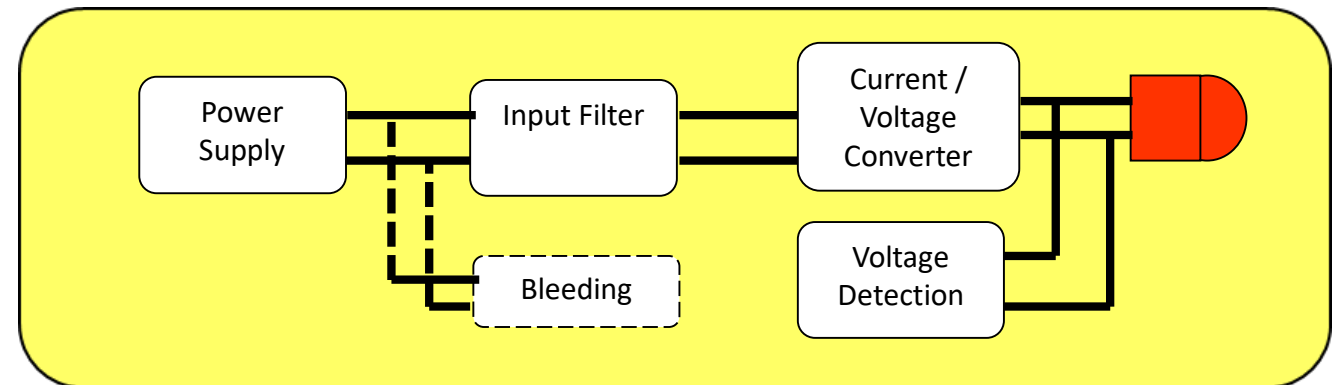 Power
Supply
Input Filter
Current /
Voltage
Converter
Bleeding
Voltage
Detection